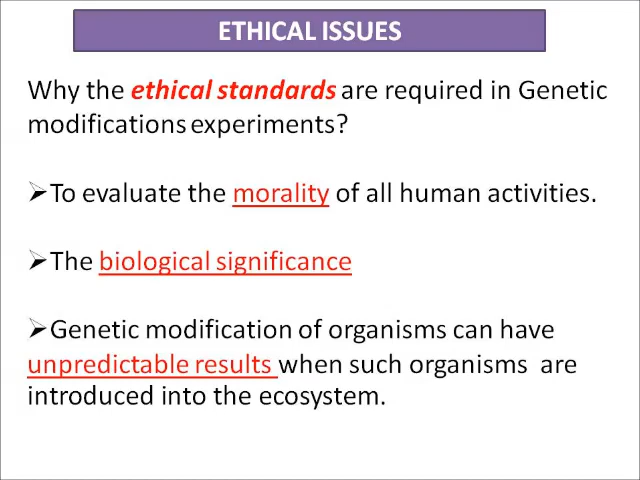 ETHICAL ISSUES
Why the ethical standards are required in Genetic
modifications experiments?
➢To evaluate the morality of all human activities.
➢The biological significance
➢Genetic modification of organisms can have
unpredictable results when such organisms are
introduced into the ecosystem.